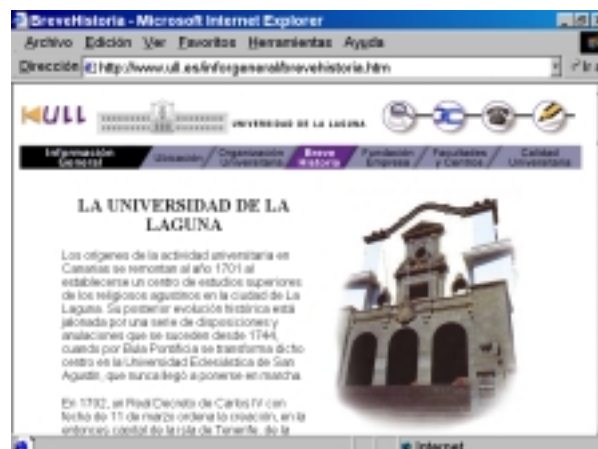 BreveHistoria - Microsoft Internet Explorer
Archivo Edición Ver Favoritos Herramientas Ayuda
Dirección http://www.ull.es/inforgeneral/brevehistoria.htm Ir a
ULL UNIVERSIDAD DE LA LAGUNA
Información General Ubicación Organización Universitaria Breve Historia Fundación Empresa Facultades y Centros Calidad Universitaria
LA UNIVERSIDAD DE LA
LAGUNA
Los orígenes de la actividad universitaria en
Canarias se remontan al año 1701 al
establecerse un centro de estudios superiores
de los religiosos agustinos en la ciudad de La
Laguna. Su posterior evolución histórica está
jalonada por una serie de disposiciones y
anulaciones que se suceden desde 1744,
cuando por Bula Pontificia se transforma dicho
centro en la Universidad Eclesiástica de San
Agustín, que nunca llegó a ponerse en marcha.
En 1792, un Real Decreto de Carlos IV con
fecha de 11 de marzo ordena la creación, en la
entonces capital de la isla de Tenerife, de la
Internet